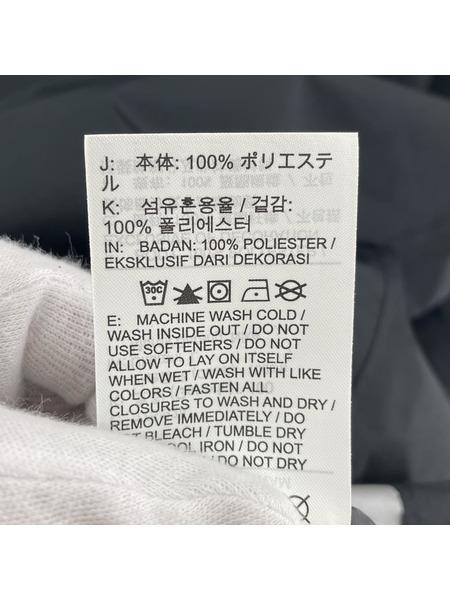 J: 本体: 100% ポリエステ
ル
K: 섬유혼용율 / 겉감:
100% 폴리에스터
IN: BADAN: 100% POLIESTER /
EKSKLUSIF DARI DEKORASI
30C
E: MACHINE WASH COLD /
WASH INSIDE OUT / DO NOT
USE SOFTENERS / DO NOT
ALLOW TO LAY ON ITSELF
WHEN WET / WASH WITH LIKE
COLORS / FASTEN ALL
CLOSURES TO WASH AND DRY /
REMOVE IMMEDIATELY / DO
BLEACH / TUMBLE DRY
IRON / DO NOT DRY